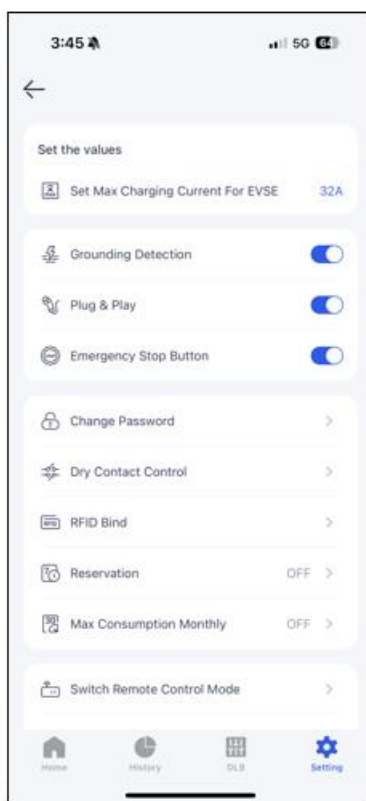 3:45 5G 64
Set the values
Set Max Charging Current For EVSE 32A
Grounding Detection
Plug & Play
Emergency Stop Button
Change Password
Dry Contact Control
RFID Bind
Reservation OFF
Max Consumption Monthly OFF
Switch Remote Control Mode
Home History DLB Setting